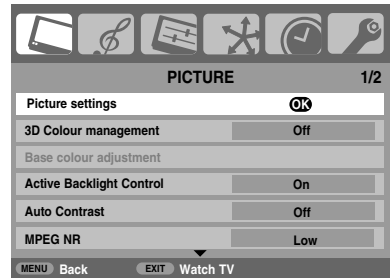 PICTURE 1/2
Picture settings OK
3D Colour management Off
Base colour adjustment
Active Backlight Control On
Auto Contrast Off
MPEG NR Low
MENU Back EXIT Watch TV